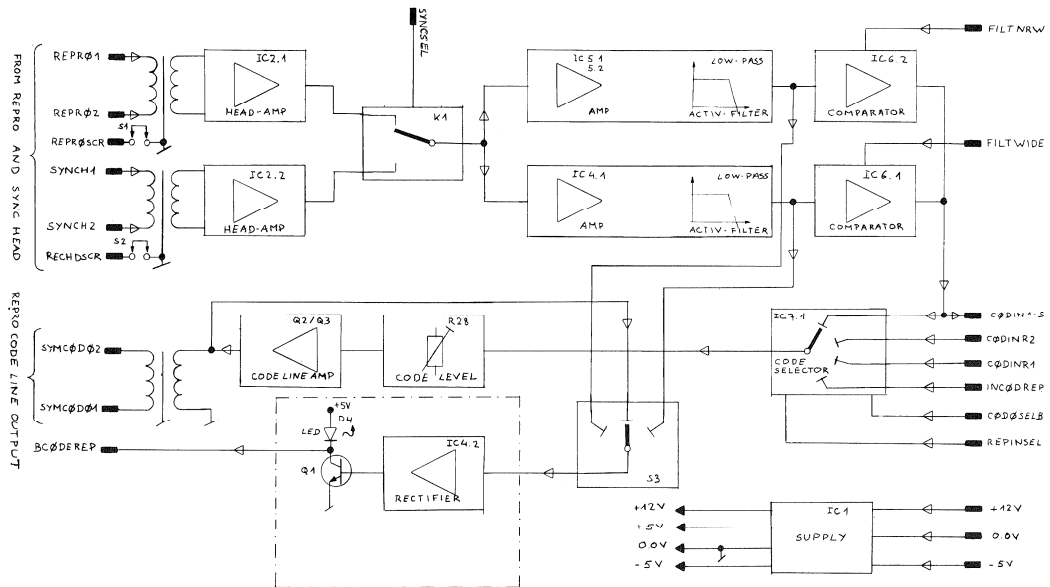 FROM REPRO AND SYNC HEAD
REPRØ1
REPRØ2
S1
REPRØSCR
SYNCH1
SYNCH2
S2
RECHDSCR
IC2.1
HEAD-AMP
IC2.2
HEAD-AMP
SYNCSEL
K1
IC5.1
5.2
AMP
LOW-PASS
ACTIV-FILTER
IC4.1
AMP
LOW-PASS
ACTIV-FILTER
IC6.2
COMPARATOR
IC6.1
COMPARATOR
FILTNRW
FILTWIDE
REPRO CODE LINE OUTPUT
SYMCØDØ2
SYMCØDØ1
BCØDEREP
Q2/Q3
CODE LINE AMP
R28
CODE LEVEL
IC7.1
CODE
SELECTOR
CØDINR2
CØDINR1
INCØDREP
CØDØSELB
REPINSEL
+5V
D4
LED
Q1
IC4.2
RECTIFIER
S3
+12V
+5V
0.0V
-5V
IC1
SUPPLY
+12V
0.0V
-5V